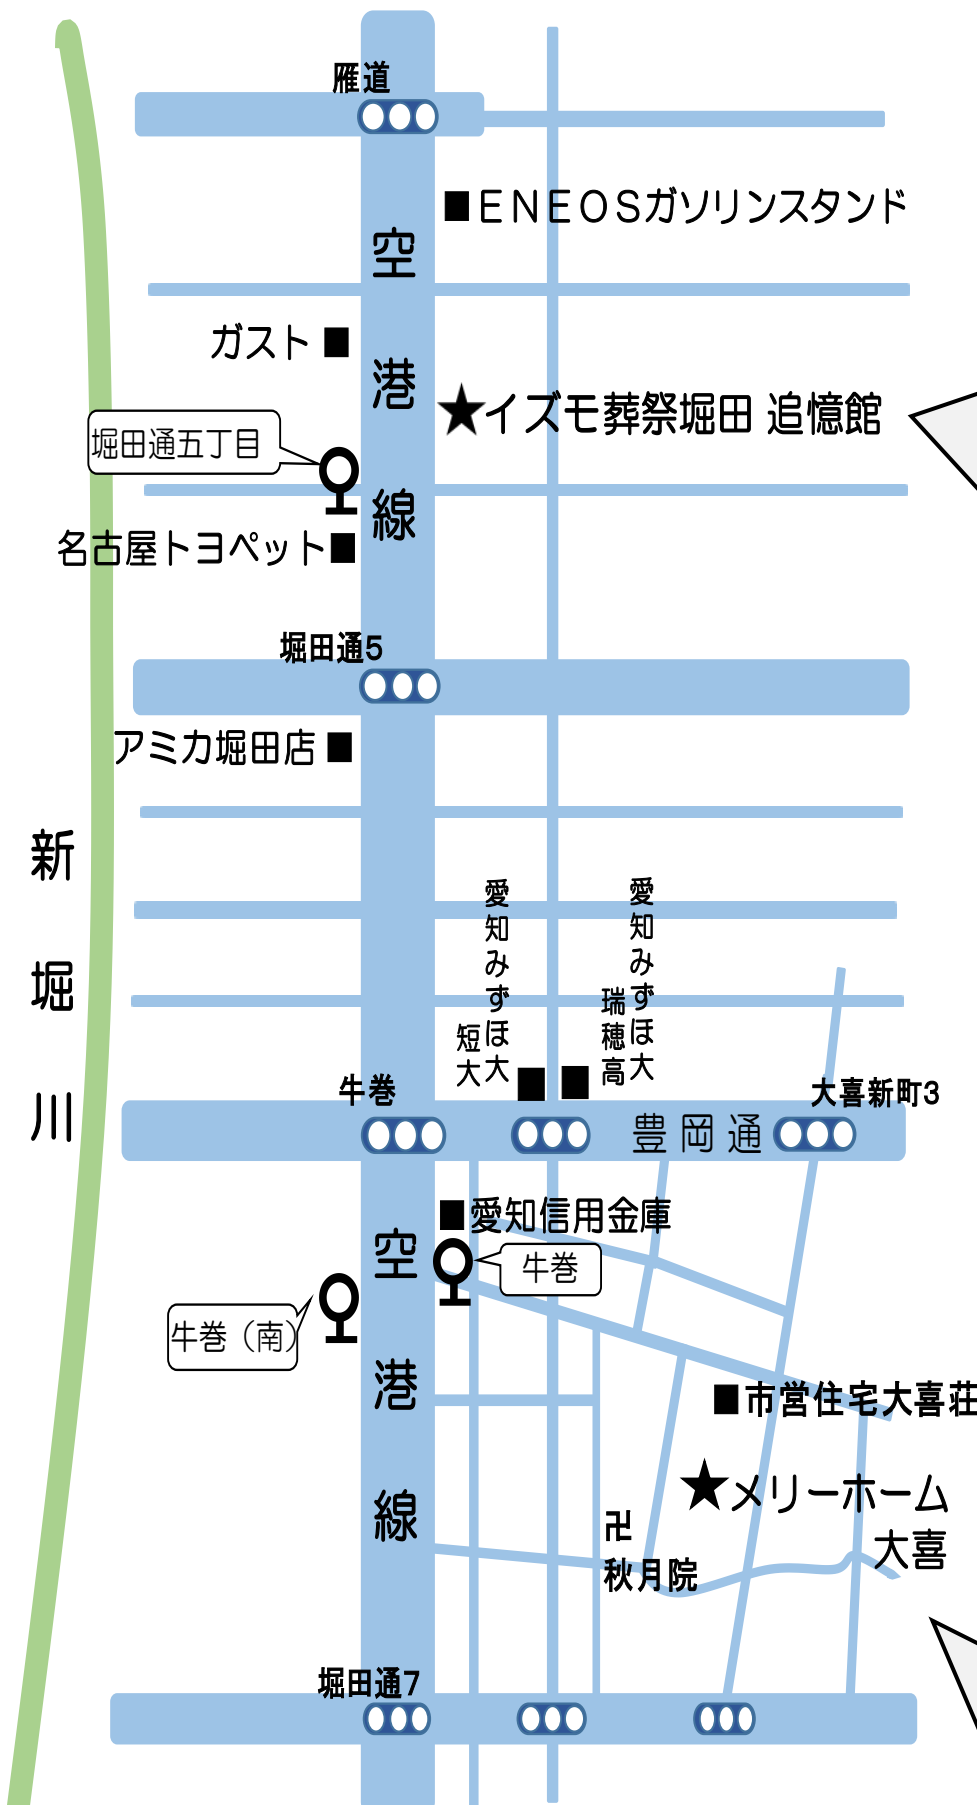 雁道
■ＥＮＥＯＳガソリンスタンド
空港線
ガスト■
★イズモ葬祭堀田 追憶館
堀田通五丁目
名古屋トヨペット■
堀田通5
アミカ堀田店■
新堀川
愛知みずほ大
短大
愛知みずほ大
瑞穂高
牛巻
大喜新町3
豊岡通
■愛知信用金庫
空港線
牛巻
牛巻（南）
■市営住宅大喜荘
★メリーホーム
大喜
卍
秋月院
堀田通7